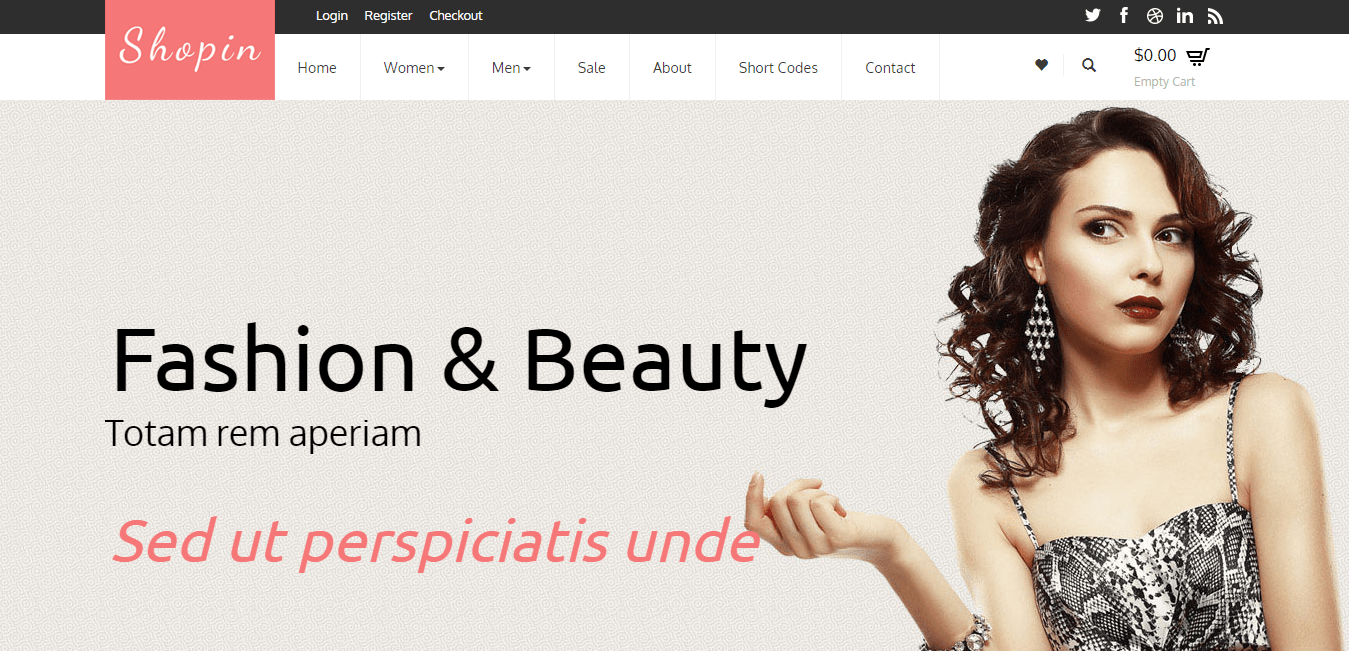 Login Register Checkout
Shopin
Home Women Men Sale About Short Codes Contact
$0.00
Empty Cart
Fashion & Beauty
Totam rem aperiam
Sed ut perspiciatis unde